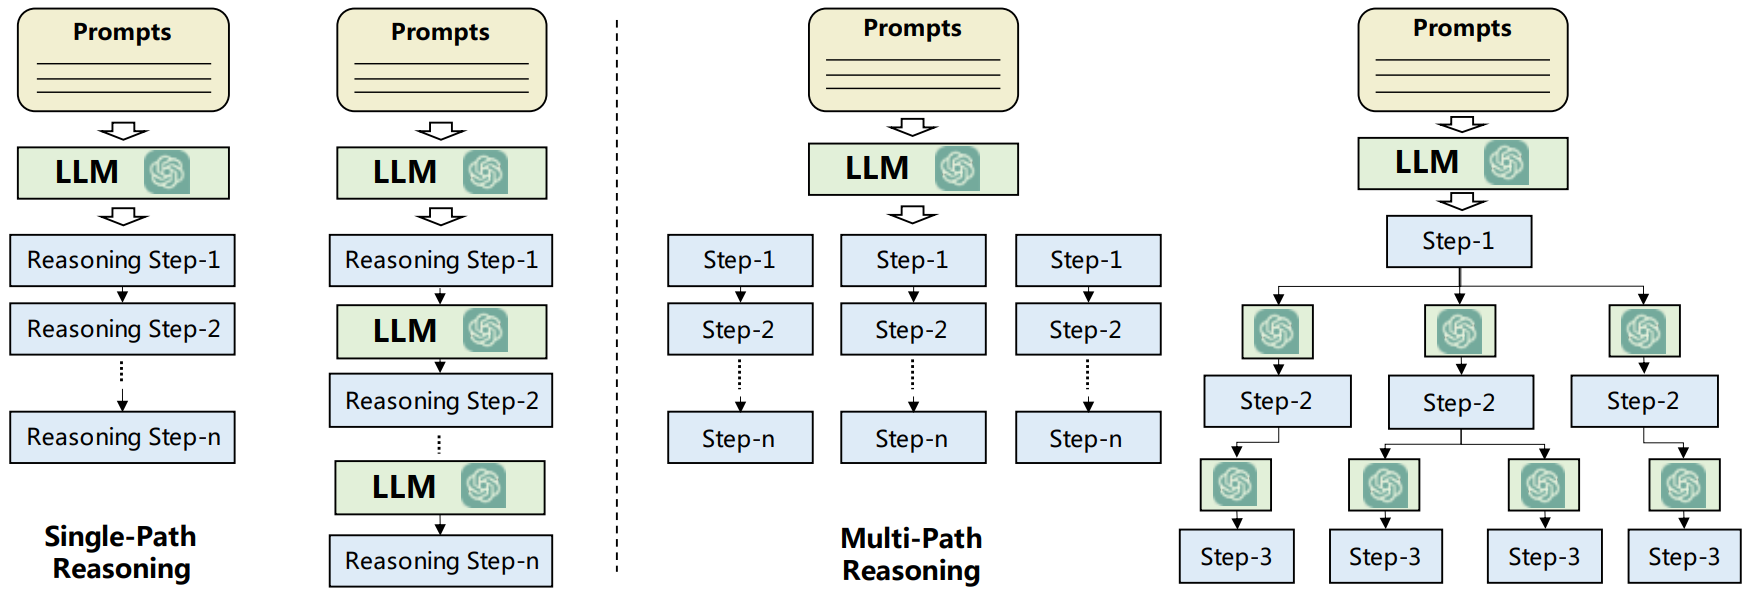 Prompts
LLM
Reasoning Step-1
Reasoning Step-2
Reasoning Step-n
Single-Path
Reasoning
Prompts
LLM
Reasoning Step-1
LLM
Reasoning Step-2
LLM
Reasoning Step-n
Prompts
LLM
Step-1
Step-1
Step-1
Step-2
Step-2
Step-2
Step-n
Step-n
Step-n
Multi-Path
Reasoning
Prompts
LLM
Step-1
Step-2
Step-2
Step-2
Step-3
Step-3
Step-3
Step-3